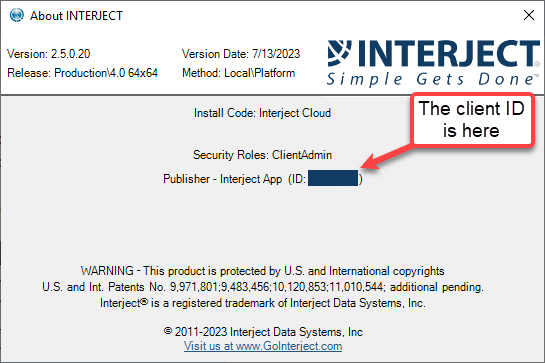 About INTERJECT
Version: 2.5.0.20
Version Date: 7/13/2023
Release: Production\4.0 64x64
Method: Local\Platform
INTERJECT
Simple Gets Done™
Install Code: Interject Cloud
The client ID
is here
Security Roles: ClientAdmin
Publisher - Interject App (ID: )
WARNING - This product is protected by U.S. and International copyrights
U.S. and Int. Patents No. 9,971,801;9,483,456;10,120,853;11,010,544; additional pending.
Interject® is a registered trademark of Interject Data Systems, Inc.
© 2011-2023 Interject Data Systems, Inc
Visit us at www.GoInterject.com